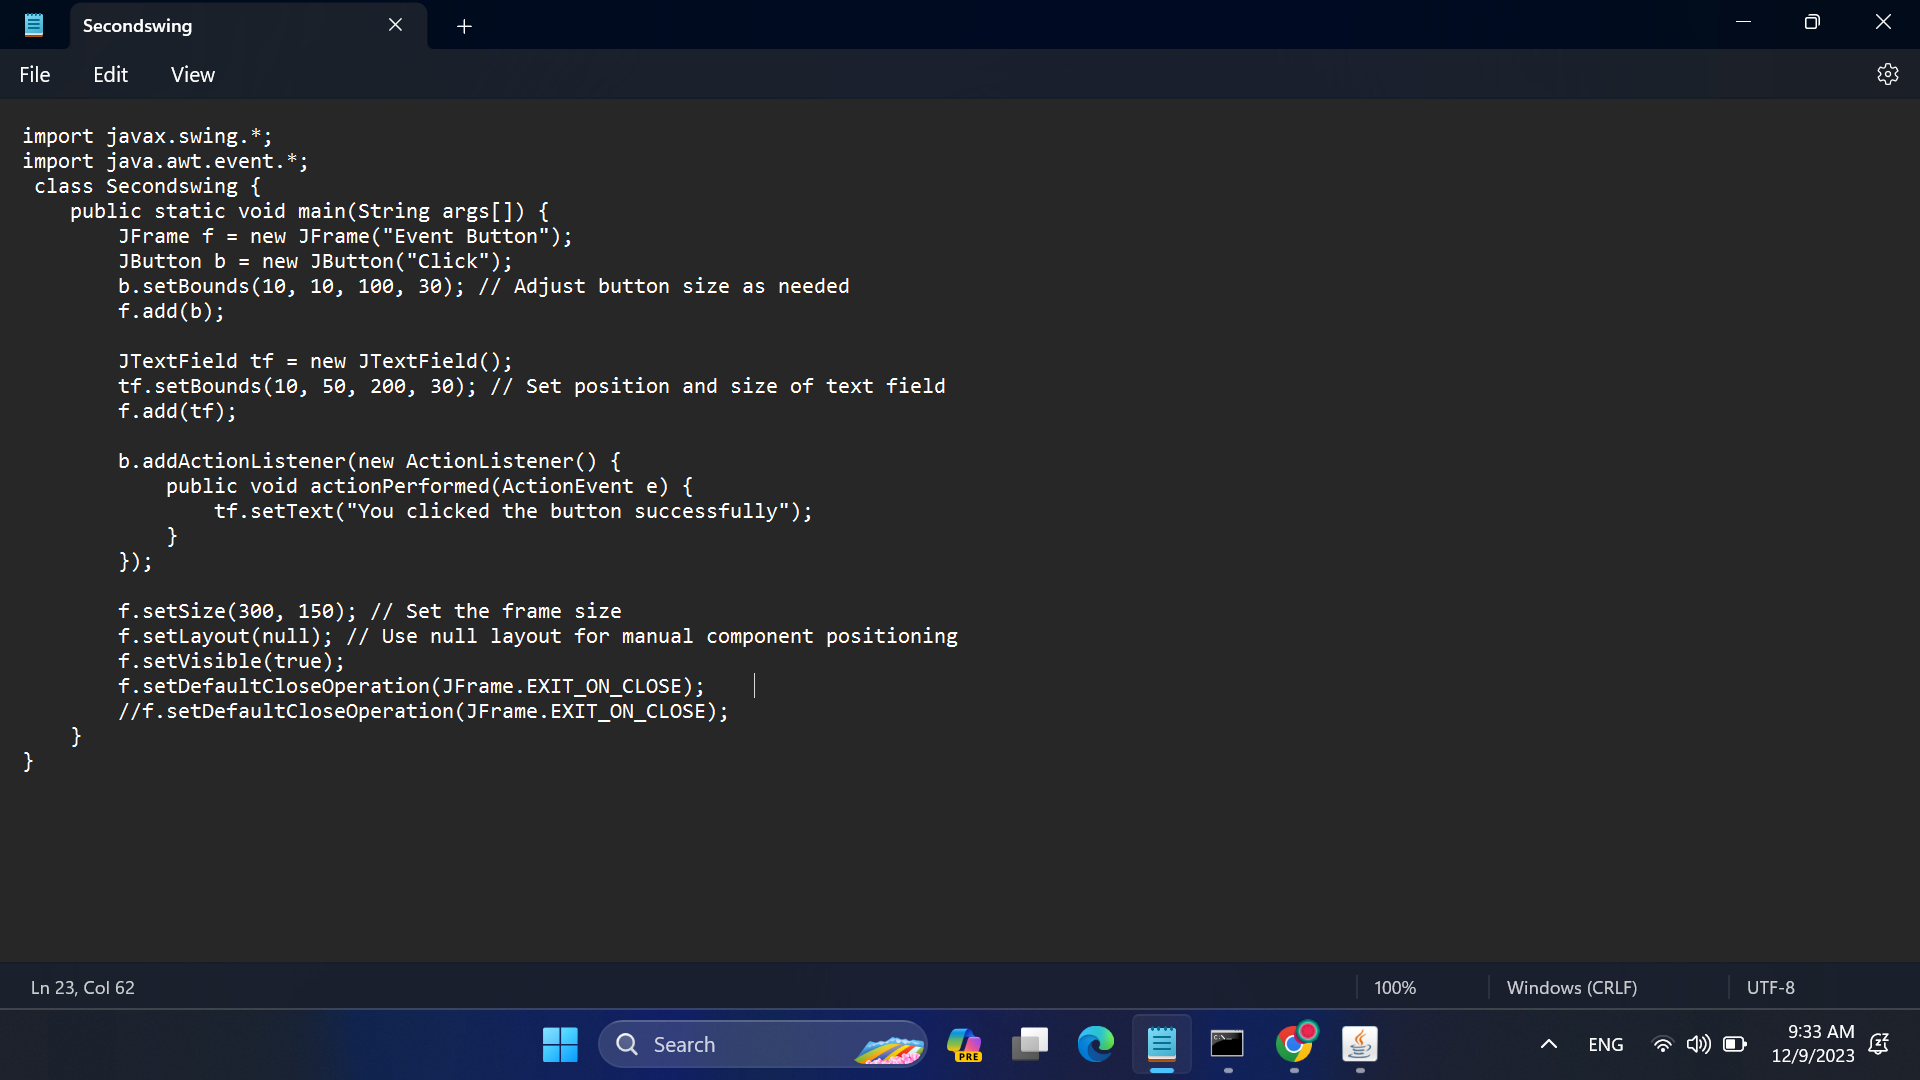 Secondswing
File Edit View
import javax.swing.*;
import java.awt.event.*;
 class Secondswing {
    public static void main(String args[]) {
        JFrame f = new JFrame("Event Button");
        JButton b = new JButton("Click");
        b.setBounds(10, 10, 100, 30); // Adjust button size as needed
        f.add(b);

        JTextField tf = new JTextField();
        tf.setBounds(10, 50, 200, 30); // Set position and size of text field
        f.add(tf);

        b.addActionListener(new ActionListener() {
            public void actionPerformed(ActionEvent e) {
                tf.setText("You clicked the button successfully");
            }
        });

        f.setSize(300, 150); // Set the frame size
        f.setLayout(null); // Use null layout for manual component positioning
        f.setVisible(true);
        f.setDefaultCloseOperation(JFrame.EXIT_ON_CLOSE);
        //f.setDefaultCloseOperation(JFrame.EXIT_ON_CLOSE);
    }
}
Ln 23, Col 62 100% Windows (CRLF) UTF-8
Search PRE ENG 9:33 AM
12/9/2023